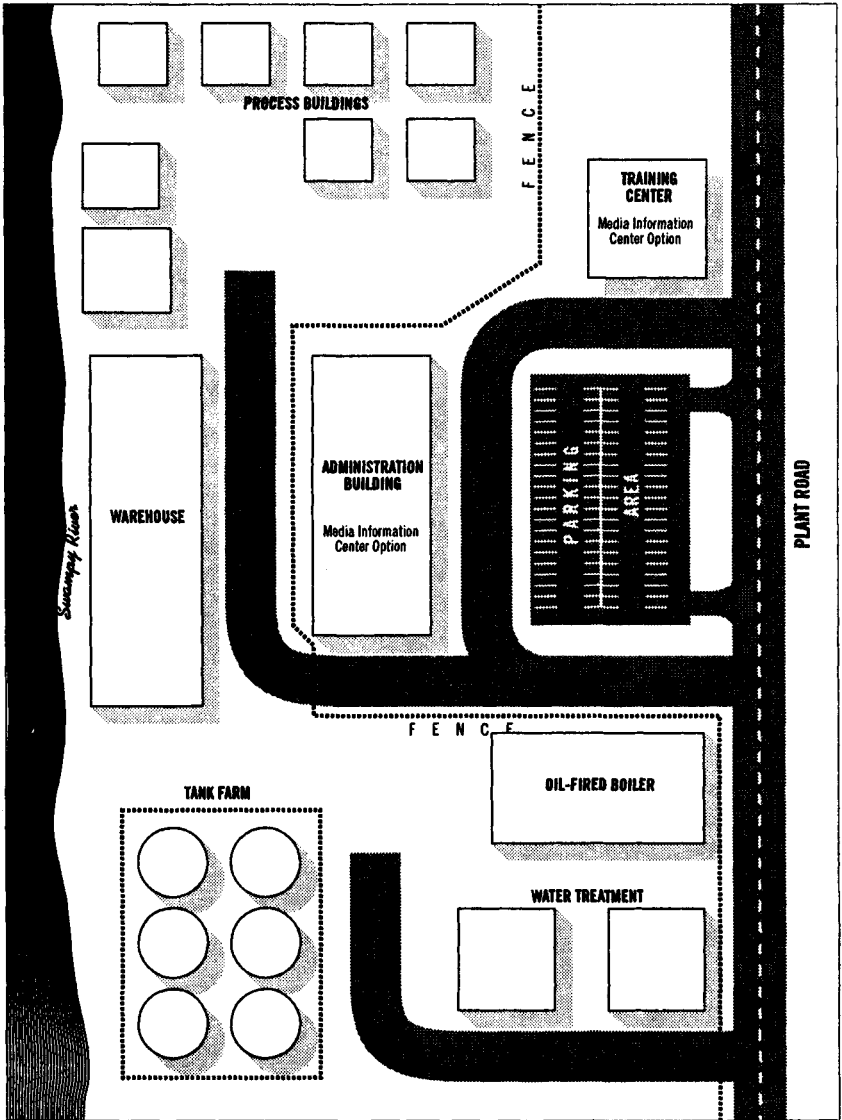 PROCESS BUILDINGS
FENCE
TRAINING
CENTER
Media Information
Center Option
ADMINISTRATION
BUILDING
Media Information
Center Option
WAREHOUSE
Swampy River
PARKING
AREA
PLANT ROAD
FENCE
OIL-FIRED BOILER
TANK FARM
WATER TREATMENT